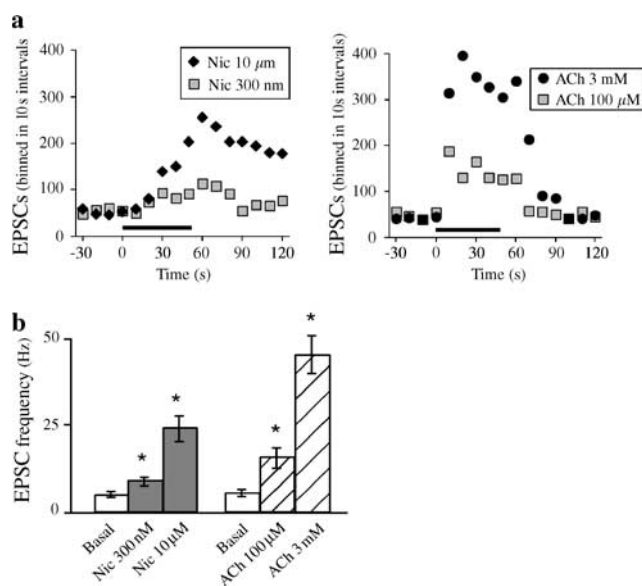 a
400
300
200
100
0
EPSCs (binned in 10s intervals)
Nic 10 μm
Nic 300 nm
-30 0 30 60 90 120
Time (s)
400
300
200
100
0
EPSCs (binned in 10s intervals)
ACh 3 mM
ACh 100 μM
-30 0 30 60 90 120
Time (s)
b
50
25
0
EPSC frequency (Hz)
* * * *
Basal
Nic 300 nM
Nic 10 μM
Basal
ACh 100 μM
ACh 3 mM